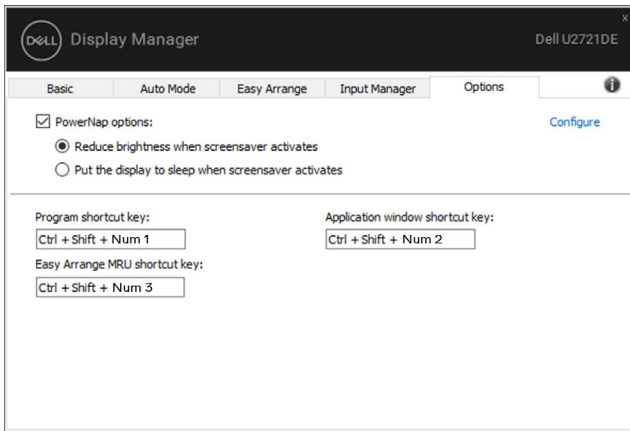 x
DELL Display Manager Dell U2721DE
Basic Auto Mode Easy Arrange Input Manager Options
PowerNap options: Configure
Reduce brightness when screensaver activates
Put the display to sleep when screensaver activates
Program shortcut key: Application window shortcut key:
Ctrl + Shift + Num 1 Ctrl + Shift + Num 2
Easy Arrange MRU shortcut key:
Ctrl + Shift + Num 3